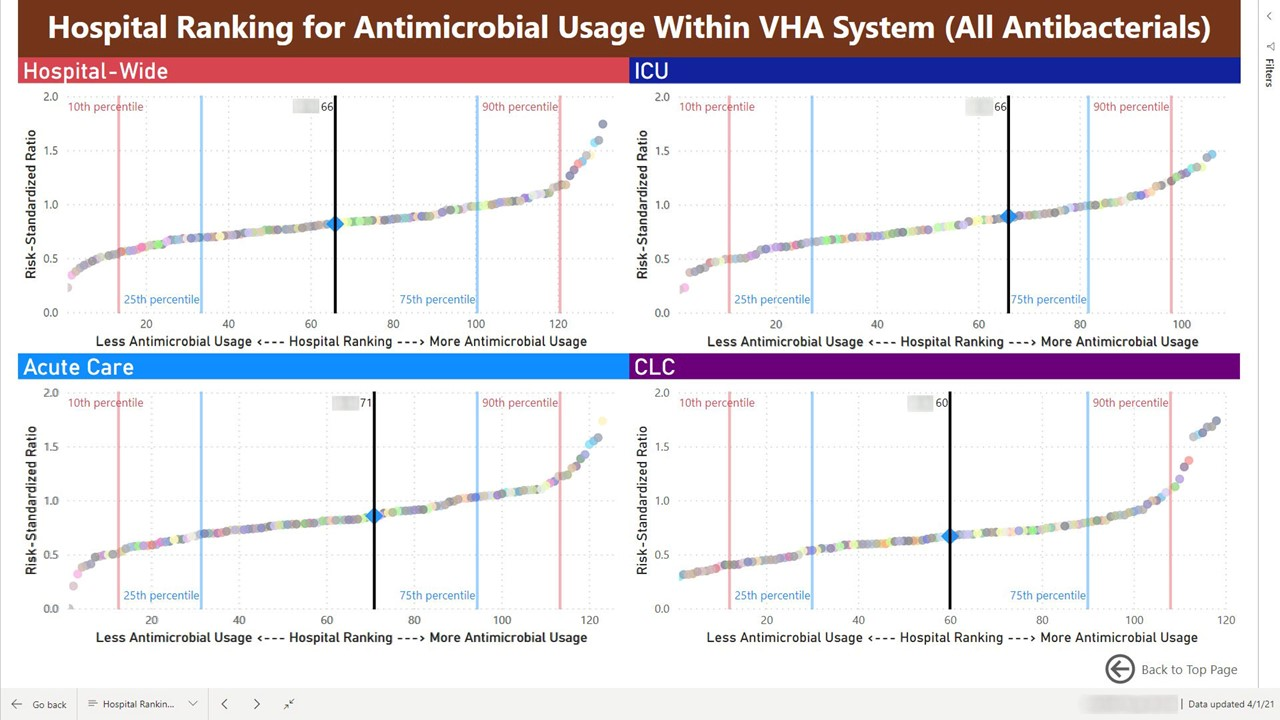 Hospital Ranking for Antimicrobial Usage Within VHA System (All Antibacterials)
Filters
Hospital-Wide
2.0
1.5
1.0
0.5
0.0
Risk-Standardized Ratio
10th percentile
66
90th percentile
25th percentile
75th percentile
20 40 60 80 100 120
Less Antimicrobial Usage <--- Hospital Ranking ---> More Antimicrobial Usage
ICU
2.0
1.5
1.0
0.5
0.0
Risk-Standardized Ratio
10th percentile
66
90th percentile
25th percentile
75th percentile
20 40 60 80 100
Less Antimicrobial Usage <--- Hospital Ranking ---> More Antimicrobial Usage
Acute Care
2.0
1.5
1.0
0.5
0.0
Risk-Standardized Ratio
10th percentile
71
90th percentile
25th percentile
75th percentile
20 40 60 80 100 120
Less Antimicrobial Usage <--- Hospital Ranking ---> More Antimicrobial Usage
CLC
2.0
1.5
1.0
0.5
0.0
Risk-Standardized Ratio
10th percentile
60
90th percentile
25th percentile
75th percentile
20 40 60 80 100 120
Less Antimicrobial Usage <--- Hospital Ranking ---> More Antimicrobial Usage
Back to Top Page
Go back
Hospital Rankin...
| Data updated 4/1/21